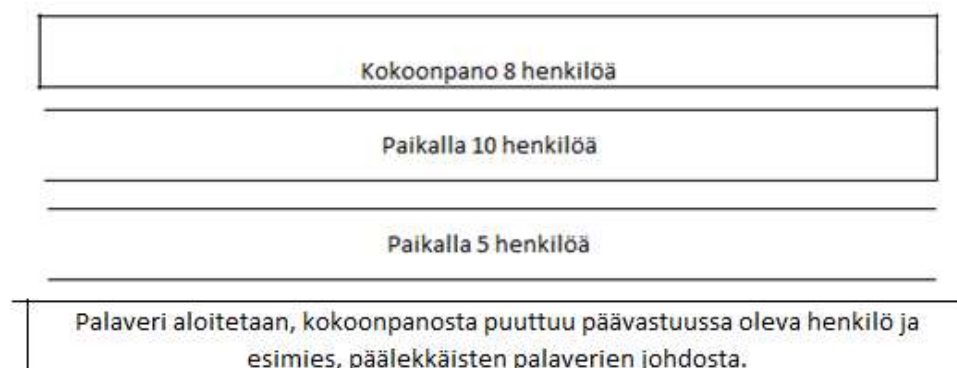 Kokoonpano 8 henkilöä
Paikalla 10 henkilöä
Paikalla 5 henkilöä
Palaveri aloitetaan, kokoonpanosta puuttuu päävastuussa oleva henkilö ja
esimies, päälekkäisten palaverien johdosta.